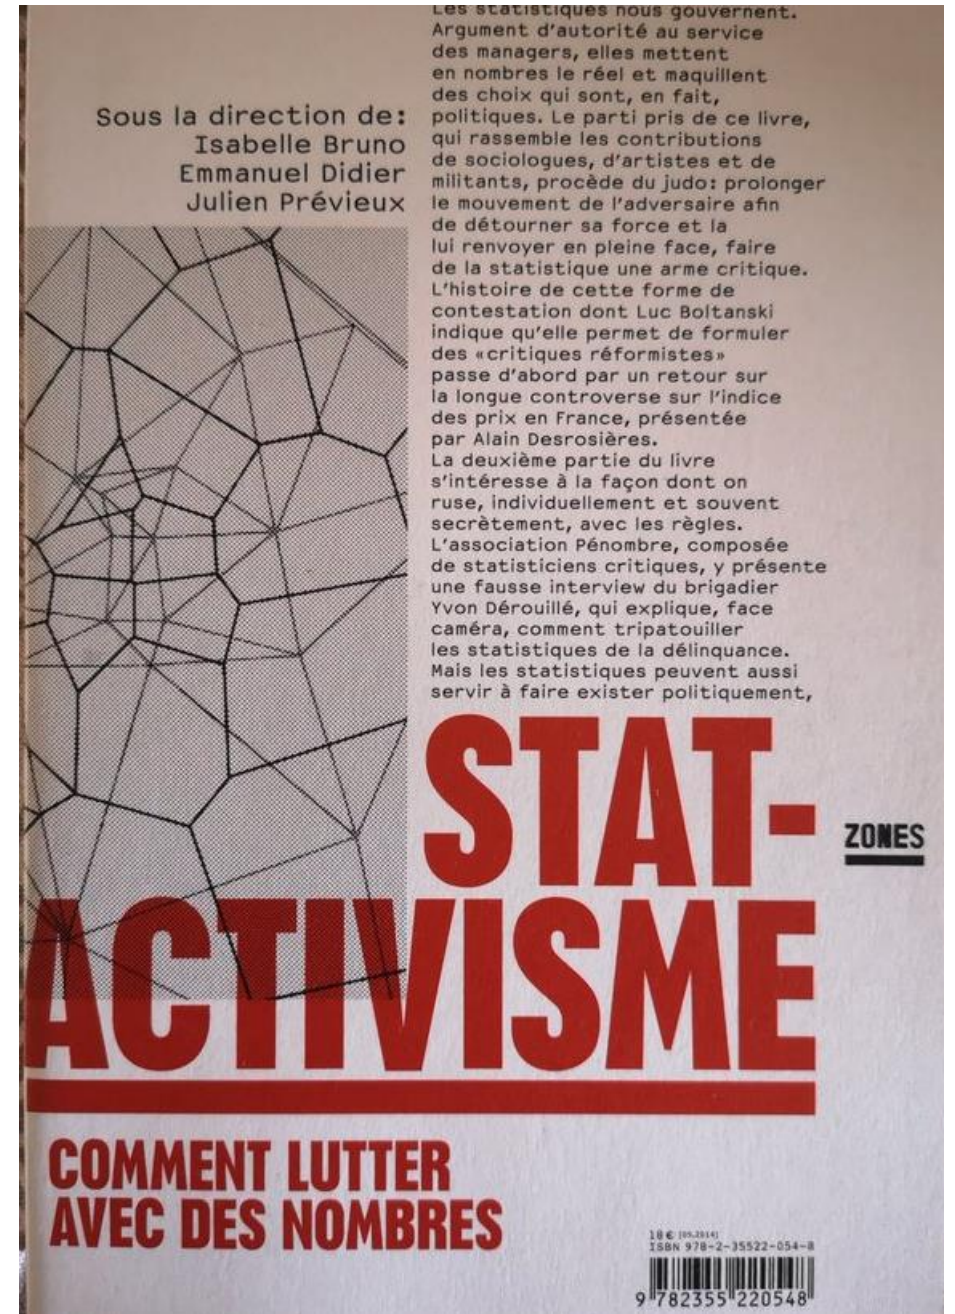 Sous la direction de:
Isabelle Bruno
Emmanuel Didier
Julien Prévieux
Les statistiques nous gouvernent.
Argument d'autorité au service
des managers, elles mettent
en nombres le réel et maquillent
des choix qui sont, en fait,
politiques. Le parti pris de ce livre,
qui rassemble les contributions
de sociologues, d'artistes et de
militants, procède du judo: prolonger
le mouvement de l'adversaire afin
de détourner sa force et la
lui renvoyer en pleine face, faire
de la statistique une arme critique.
L'histoire de cette forme de
contestation dont Luc Boltanski
indique qu'elle permet de formuler
des «critiques réformistes»
passe d'abord par un retour sur
la longue controverse sur l'indice
des prix en France, présentée
par Alain Desrosières.
La deuxième partie du livre
s'intéresse à la façon dont on
ruse, individuellement et souvent
secrètement, avec les règles.
L'association Pénombre, composée
de statisticiens critiques, y présente
une fausse interview du brigadier
Yvon Dérouillé, qui explique, face
caméra, comment tripatouiller
les statistiques de la délinquance.
Mais les statistiques peuvent aussi
servir à faire exister politiquement,
STAT-
ACTIVISME
ZONES
COMMENT LUTTER
AVEC DES NOMBRES
18 € [05.2014]
ISBN 978-2-35522-054-8
9 782355 220548